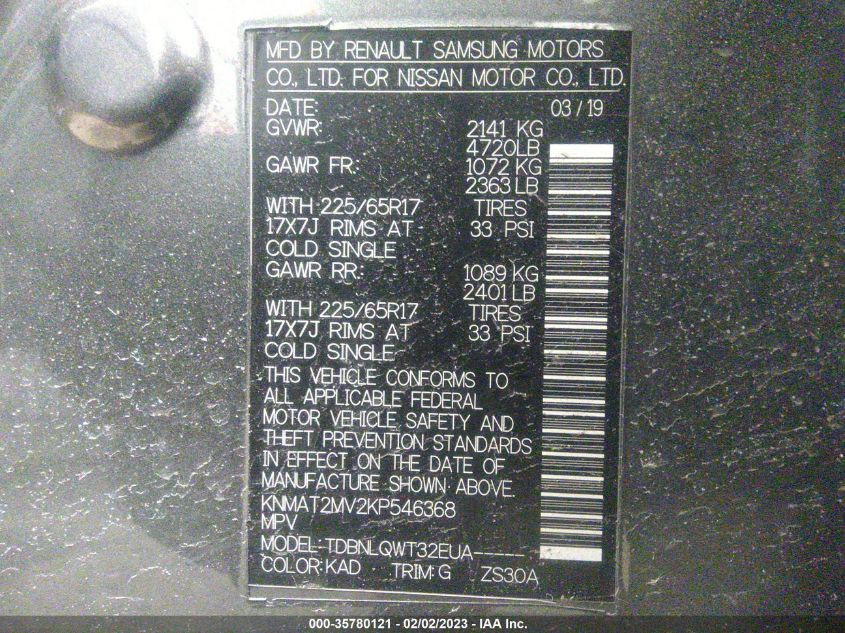 MFD BY RENAULT SAMSUNG MOTORS
CO., LTD. FOR NISSAN MOTOR CO., LTD.
DATE: 03 / 19
GVWR: 2141 KG
4720LB
GAWR FR: 1072 KG
2363 LB
WITH 225/65R17 TIRES
17X7J RIMS AT 33 PSI
COLD SINGLE
GAWR RR: 1089 KG
2401 LB
WITH 225/65R17 TIRES
17X7J RIMS AT 33 PSI
COLD SINGLE
THIS VEHICLE CONFORMS TO
ALL APPLICABLE FEDERAL
MOTOR VEHICLE SAFETY AND
THEFT PREVENTION STANDARDS
IN EFFECT ON THE DATE OF
MANUFACTURE SHOWN ABOVE.
KNMAT2MV2KP546368
MPV
MODEL:TDBNLQWT32EUA------
COLOR:KAD TRIM:G ZS30A
000-35780121 - 02/02/2023 - IAA Inc.